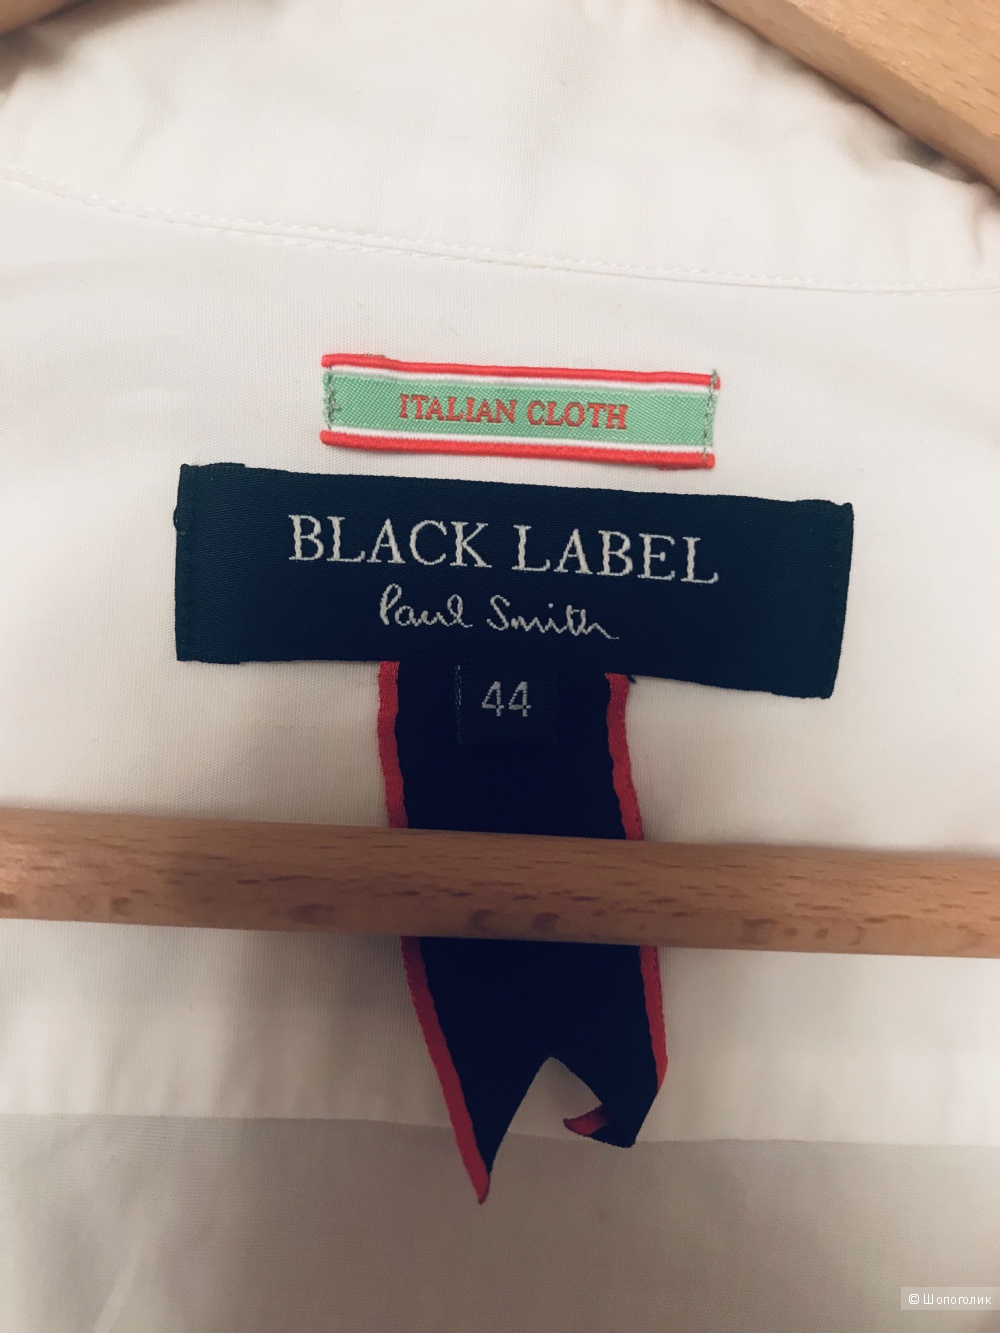 ITALIAN CLOTH
BLACK LABEL
Paul Smith
44
© Шопоголик